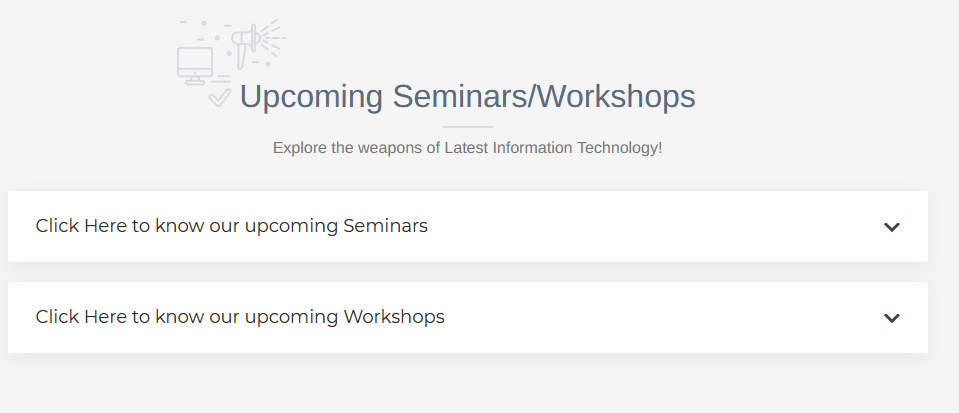 Upcoming Seminars/Workshops
Explore the weapons of Latest Information Technology!
Click Here to know our upcoming Seminars
Click Here to know our upcoming Workshops